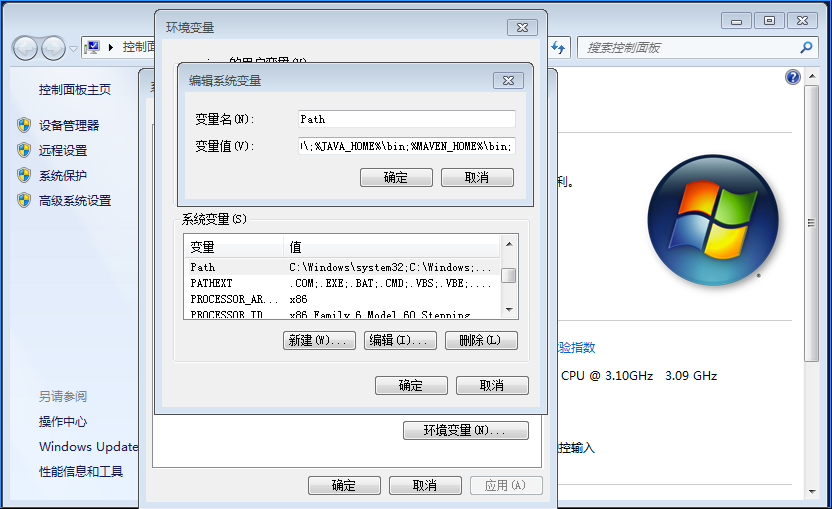 环境变量
控制面
搜索控制面板
的用户变量(U)
编辑系统变量
控制面板主页
变量名(N):
Path
设备管理器
变量值(V):
\;%JAVA_HOME%\bin;%MAVEN_HOME%\bin;
远程设置
系统保护
确定
取消
利。
高级系统设置
系统变量(S)
变量
值
Path
C:\Windows\system32;C:\Windows;...
PATHEXT
.COM;.EXE;.BAT;.CMD;.VBS;.VBE;....
PROCESSOR_AR...
x86
PROCESSOR_ID
x86 Family 6 Model 60 Stepping
新建(W)...
编辑(I)...
删除(L)
验指数
CPU @ 3.10GHz 3.09 GHz
确定
取消
另请参阅
操作中心
环境变量(N)...
Windows Update
控输入
性能信息和工具
确定
取消
应用(A)